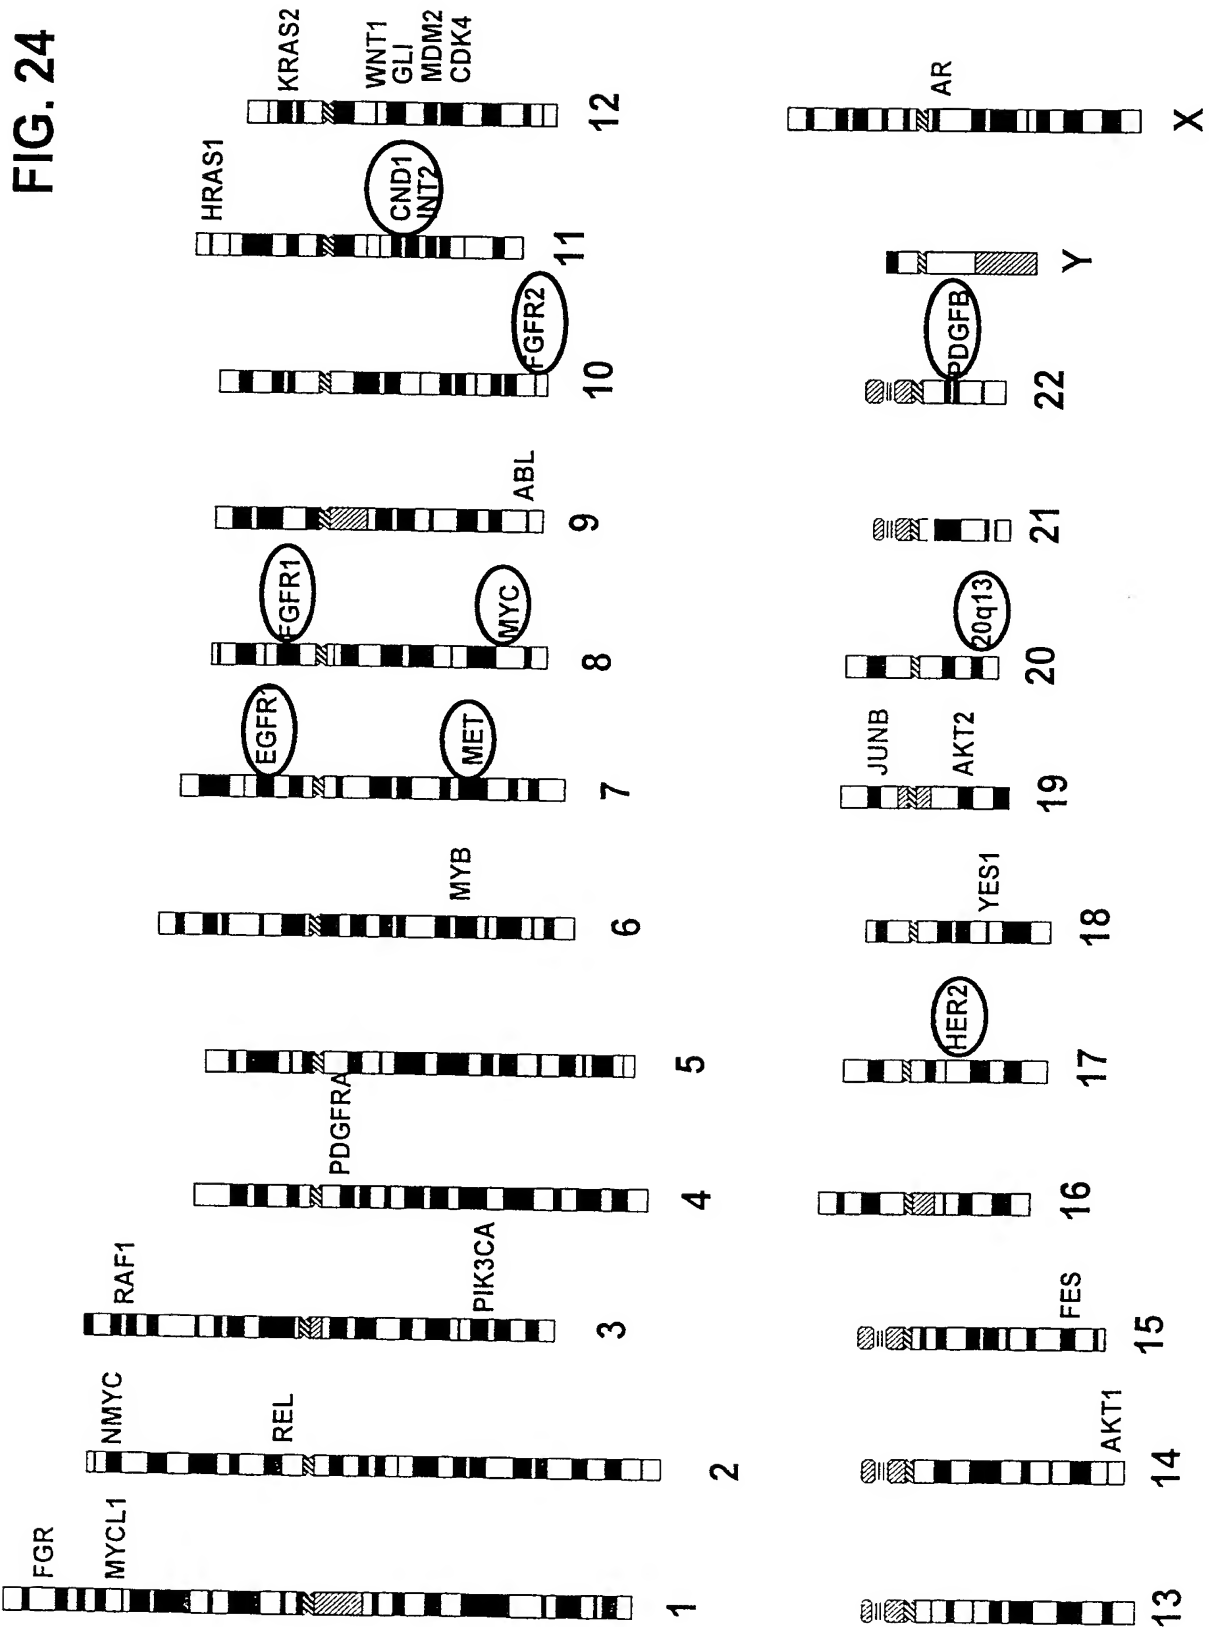 FIG. 24
FGR
MYCL1
1
NMYC
REL
2
RAF1
PIK3CA
3
PDGFRA
4
5
MYB
6
EGFR1
MET
7
FGFR1
MYC
8
ABL
9
FGFR2
10
HRAS1
CND1
INT2
11
KRAS2
WNT1
GLI
MDM2
CDK4
12
13
AKT1
14
FES
15
16
HER2
17
YES1
18
JUNB
AKT2
19
20q13
20
21
PDGFB
22
Y
AR
X